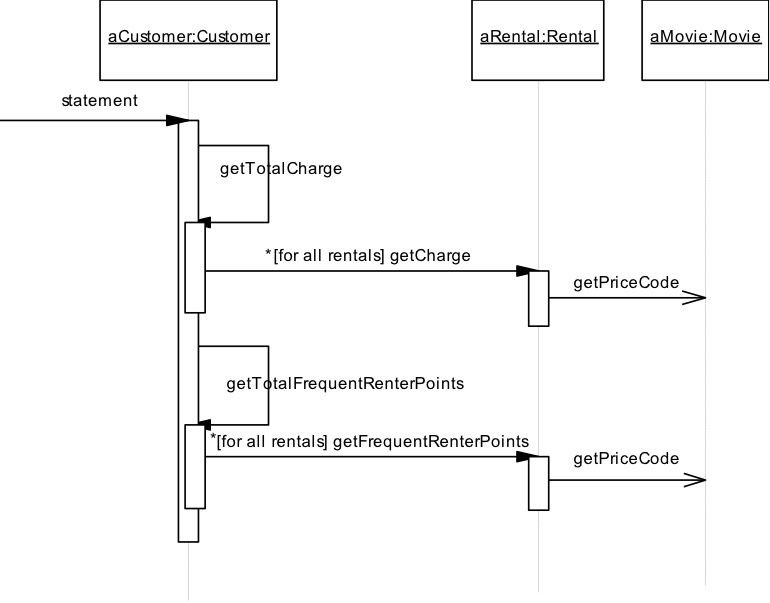 aCustomer:Customer
aRental:Rental
aMovie:Movie
statement
getTotalCharge
*[for all rentals] getCharge
getPriceCode
getTotalFrequentRenterPoints
*[for all rentals] getFrequentRenterPoints
getPriceCode